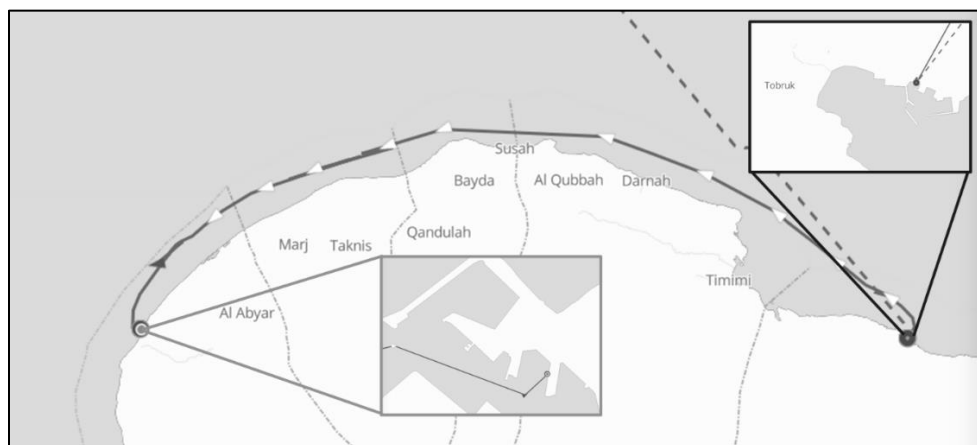 Tobruk
Susah
Bayda
Al Qubbah
Darnah
Qandulah
Marj
Taknis
Timimi
Al Abyar